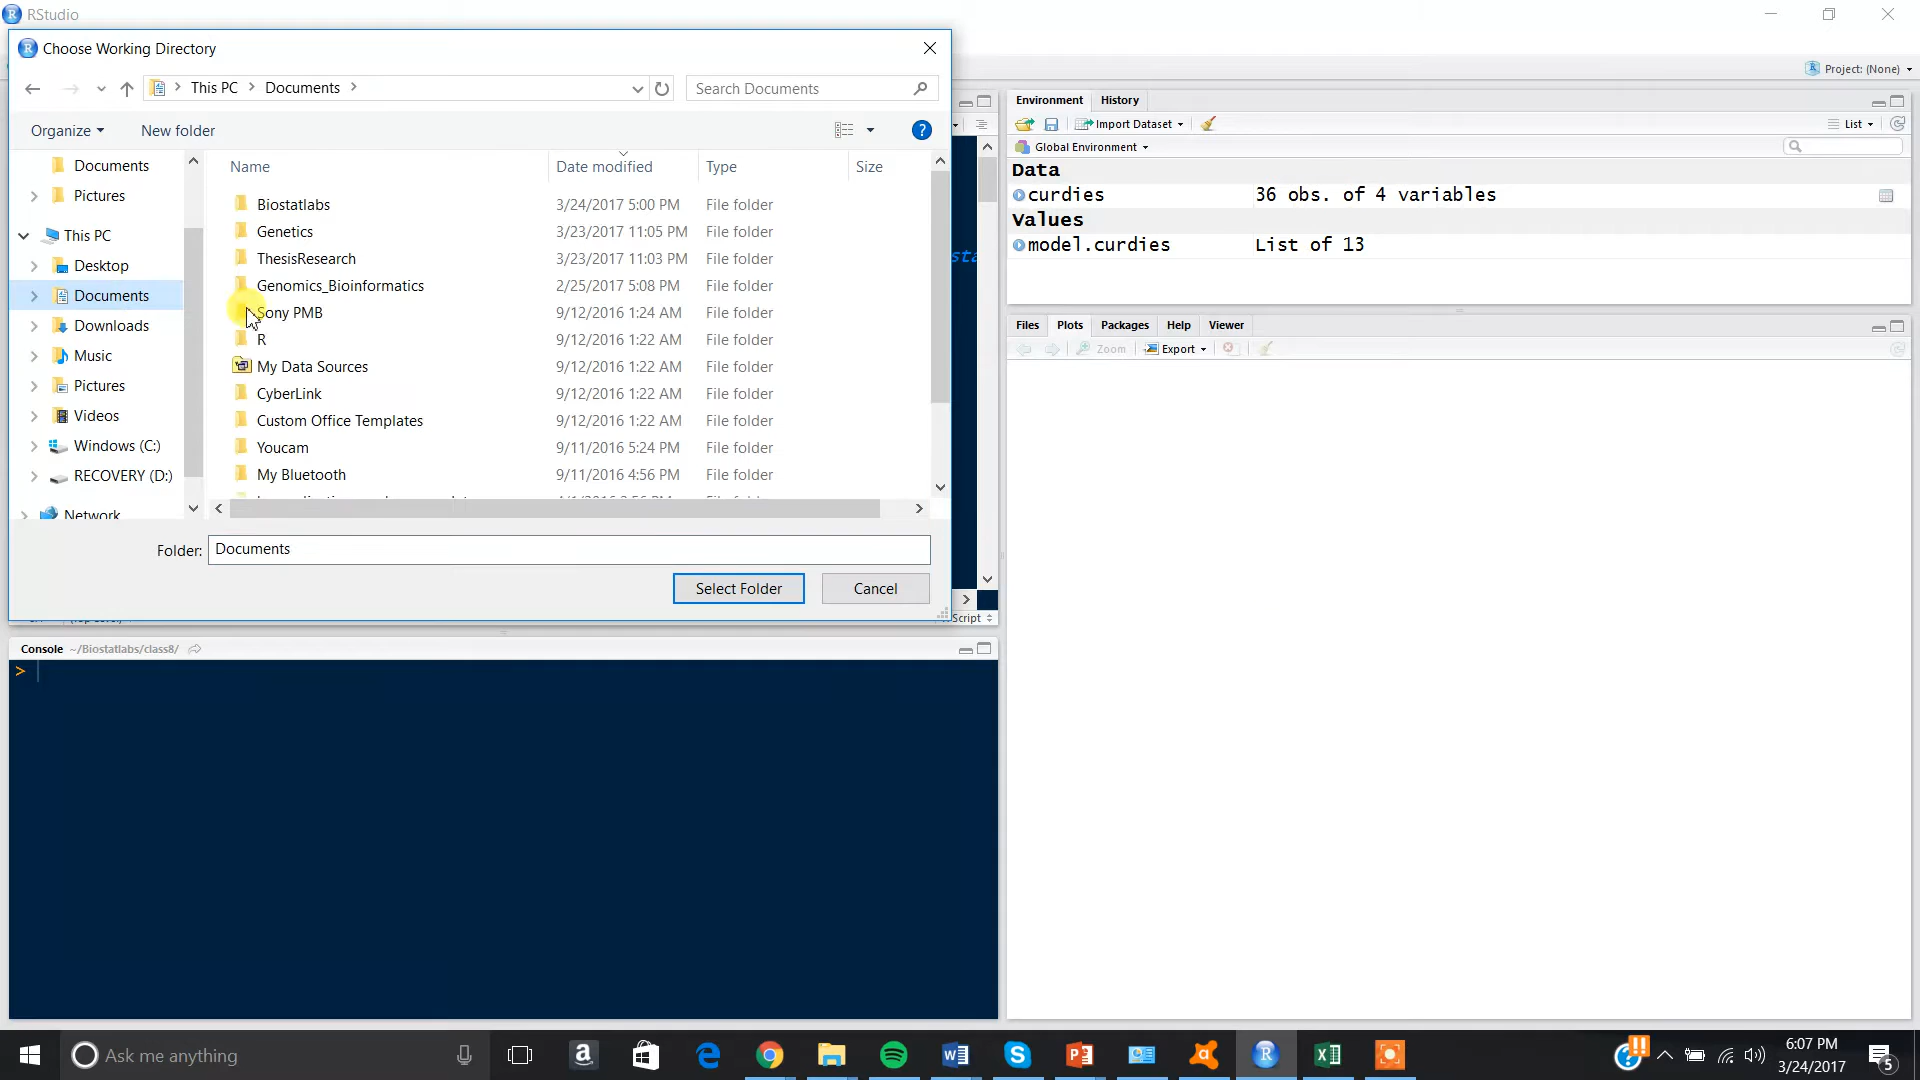 RStudio
Choose Working Directory
This PC > Documents >
Search Documents
Organize
New folder
Name
Date modified
Type
Size
Documents
Pictures
This PC
Desktop
Documents
Downloads
Music
Pictures
Videos
Windows (C:)
RECOVERY (D:)
Network
Biostatlabs 3/24/2017 5:00 PM File folder
Genetics 3/23/2017 11:05 PM File folder
ThesisResearch 3/23/2017 11:03 PM File folder
Genomics_Bioinformatics 2/25/2017 5:08 PM File folder
Sony PMB 9/12/2016 1:24 AM File folder
R 9/12/2016 1:22 AM File folder
My Data Sources 9/12/2016 1:22 AM File folder
CyberLink 9/12/2016 1:22 AM File folder
Custom Office Templates 9/12/2016 1:22 AM File folder
Youcam 9/11/2016 5:24 PM File folder
My Bluetooth 9/11/2016 4:56 PM File folder
Folder: Documents
Select Folder
Cancel
Script
Console ~/Biostatlabs/class8/
>
Project: (None)
Environment History
Import Dataset
List
Global Environment
Data
curdies 36 obs. of 4 variables
Values
model.curdies List of 13
Files Plots Packages Help Viewer
Zoom Export
Ask me anything
6:07 PM
3/24/2017
5